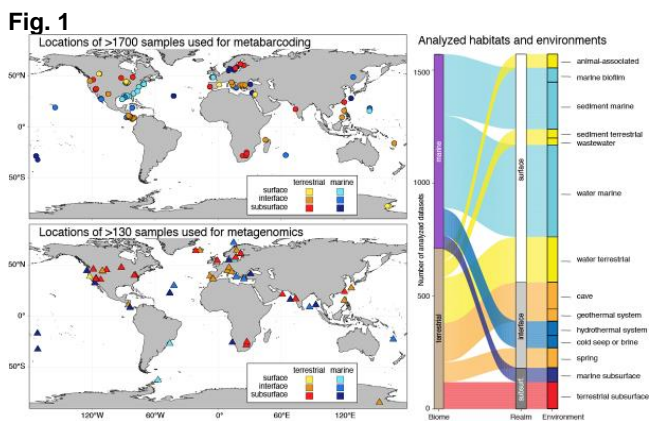 Fig. 1
Locations of >1700 samples used for metabarcoding
50°N
0°
50°S
terrestrial marine
surface
interface
subsurface
Locations of >130 samples used for metagenomics
50°N
0°
50°S
terrestrial marine
surface
interface
subsurface
120°W 60°W 0° 60°E 120°E
Analyzed habitats and environments
Number of analyzed datasets
1500
1000
500
0
marine
terrestrial
surface
interface
subsurf.
animal-associated
marine biofilm
sediment marine
sediment terrestrial
wastewater
water marine
water terrestrial
cave
geothermal system
hydrothermal system
cold seep or brine
spring
marine subsurface
terrestrial subsurface
Biome Realm Environment